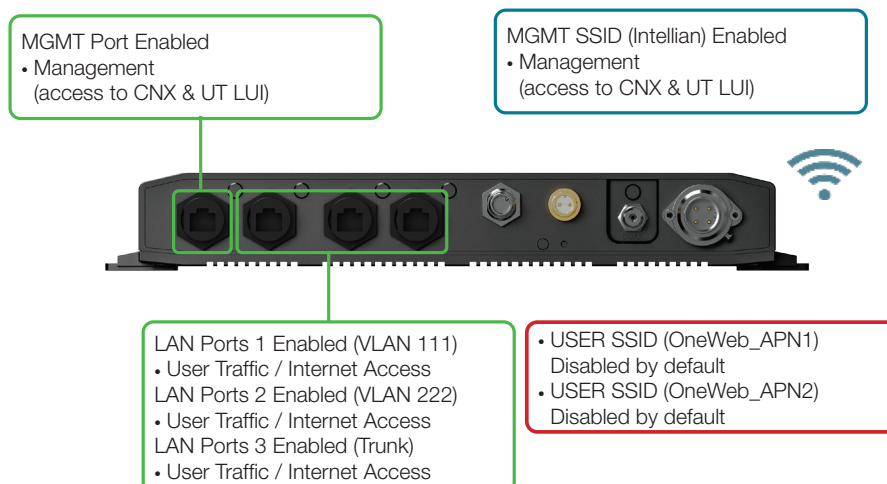 MGMT Port Enabled
• Management
(access to CNX & UT LUI)
MGMT SSID (Intellian) Enabled
• Management
(access to CNX & UT LUI)
LAN Ports 1 Enabled (VLAN 111)
• User Traffic / Internet Access
LAN Ports 2 Enabled (VLAN 222)
• User Traffic / Internet Access
LAN Ports 3 Enabled (Trunk)
• User Traffic / Internet Access
• USER SSID (OneWeb_APN1)
Disabled by default
• USER SSID (OneWeb_APN2)
Disabled by default